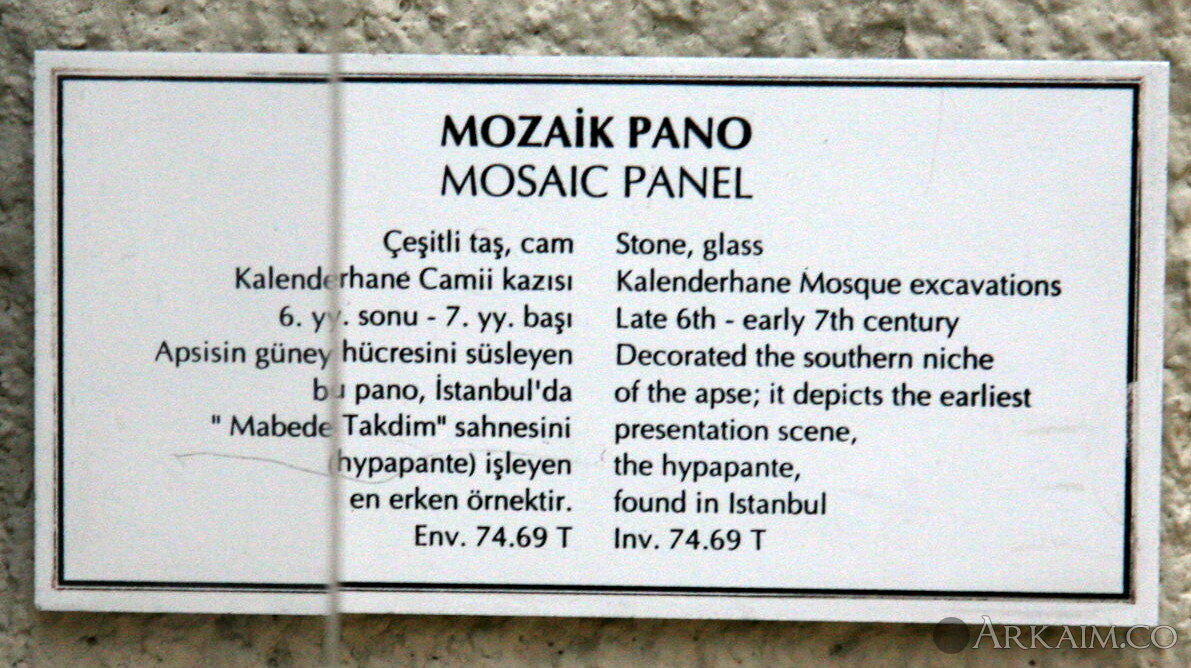 MOZAİK PANO
MOSAIC PANEL
Çeşitli taş, cam
Kalenderhane Camii kazısı
6. yy. sonu - 7. yy. başı
Apsisin güney hücresini süsleyen
bu pano, İstanbul'da
" Mabede Takdim" sahnesini
(hypapante) işleyen
en erken örnektir.
Env. 74.69 T
Stone, glass
Kalenderhane Mosque excavations
Late 6th - early 7th century
Decorated the southern niche
of the apse; it depicts the earliest
presentation scene,
the hypapante,
found in Istanbul
Inv. 74.69 T
ARKAIM.CO